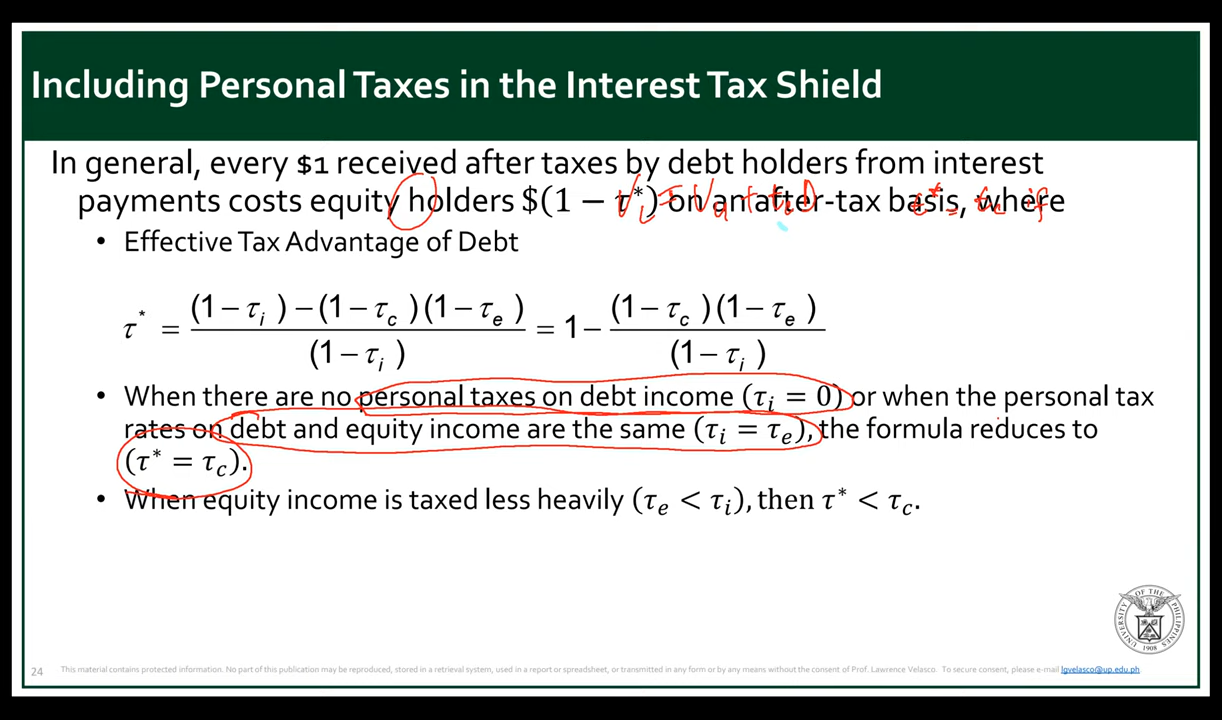 Including Personal Taxes in the Interest Tax Shield
In general, every $1 received after taxes by debt holders from interest
payments costs equity holders $(1 − τ*) on an after-tax basis, where
• Effective Tax Advantage of Debt
τ* = ((1 − τi) − (1 − τc)(1 − τe)) / (1 − τi) = 1 − ((1 − τc)(1 − τe)) / (1 − τi)
• When there are no personal taxes on debt income (τi = 0) or when the personal tax
rates on debt and equity income are the same (τi = τe), the formula reduces to
(τ* = τc).
• When equity income is taxed less heavily (τe < τi), then τ* < τc.
UNIVERSITY OF THE PHILIPPINES
1908
24 This material contains protected information. No part of this publication may be reproduced, stored in a retrieval system, used in a report or spreadsheet, or transmitted in any form or by any means without the consent of Prof. Lawrence Velasco. To secure consent, please e-mail lgvelasco@up.edu.ph